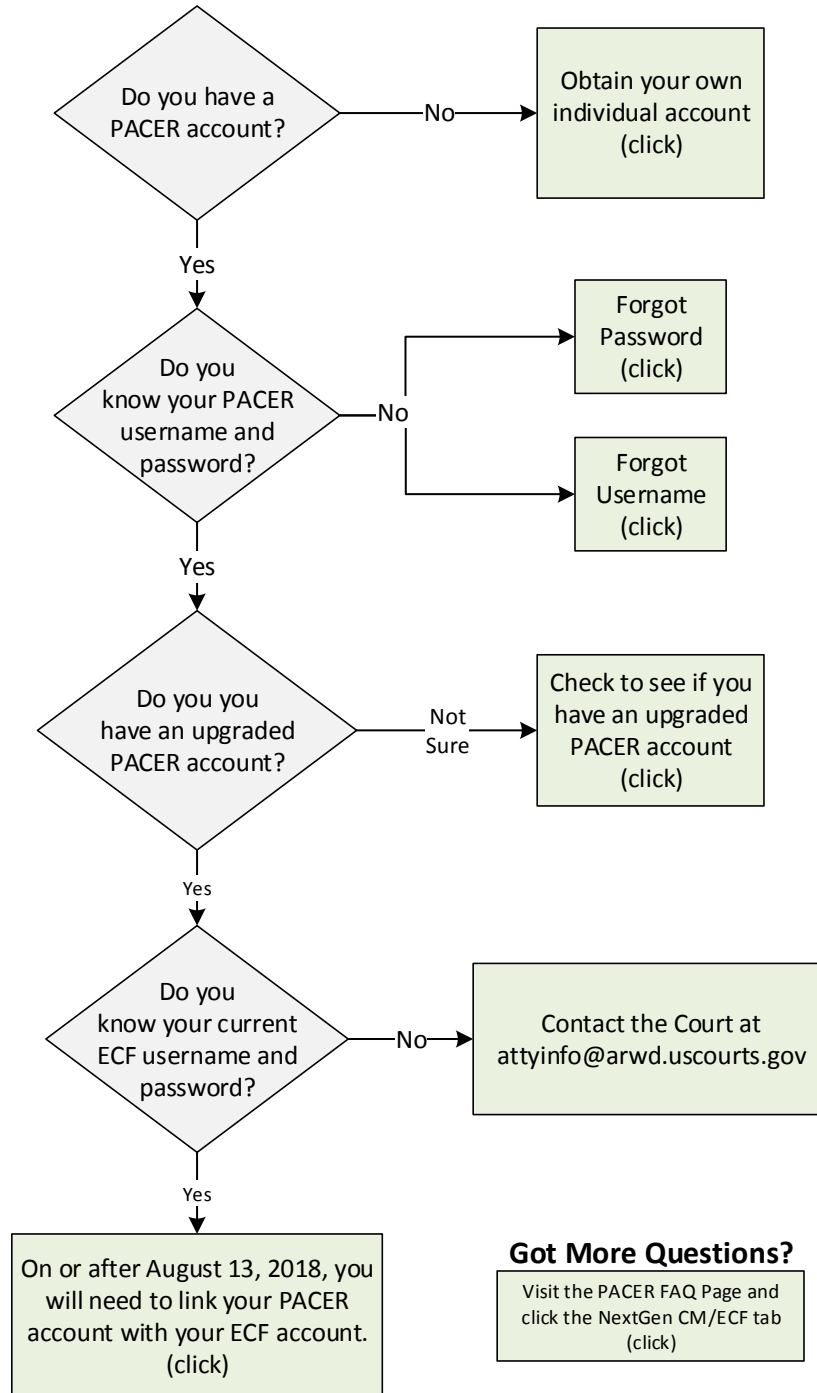 Do you have a
PACER account?
No
Obtain your own
individual account
(click)
Yes
Do you
know your PACER
username and
password?
No
Forgot
Password
(click)
Forgot
Username
(click)
Yes
Do you you
have an upgraded
PACER account?
Not
Sure
Check to see if you
have an upgraded
PACER account
(click)
Yes
Do you
know your current
ECF username and
password?
No
Contact the Court at
attyinfo@arwd.uscourts.gov
Yes
On or after August 13, 2018, you
will need to link your PACER
account with your ECF account.
(click)
Got More Questions?
Visit the PACER FAQ Page and
click the NextGen CM/ECF tab
(click)